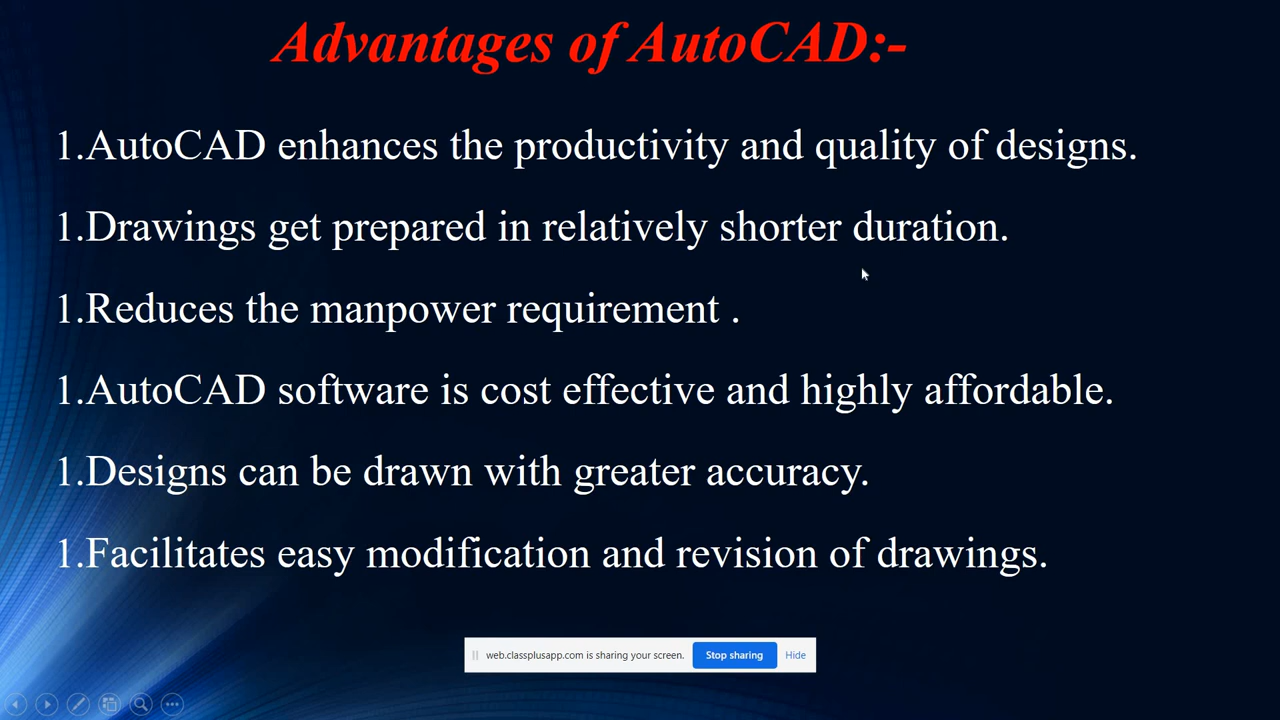 Advantages of AutoCAD:-
1.AutoCAD enhances the productivity and quality of designs.
1.Drawings get prepared in relatively shorter duration.
1.Reduces the manpower requirement .
1.AutoCAD software is cost effective and highly affordable.
1.Designs can be drawn with greater accuracy.
1.Facilitates easy modification and revision of drawings.
web.classplusapp.com is sharing your screen. Stop sharing Hide